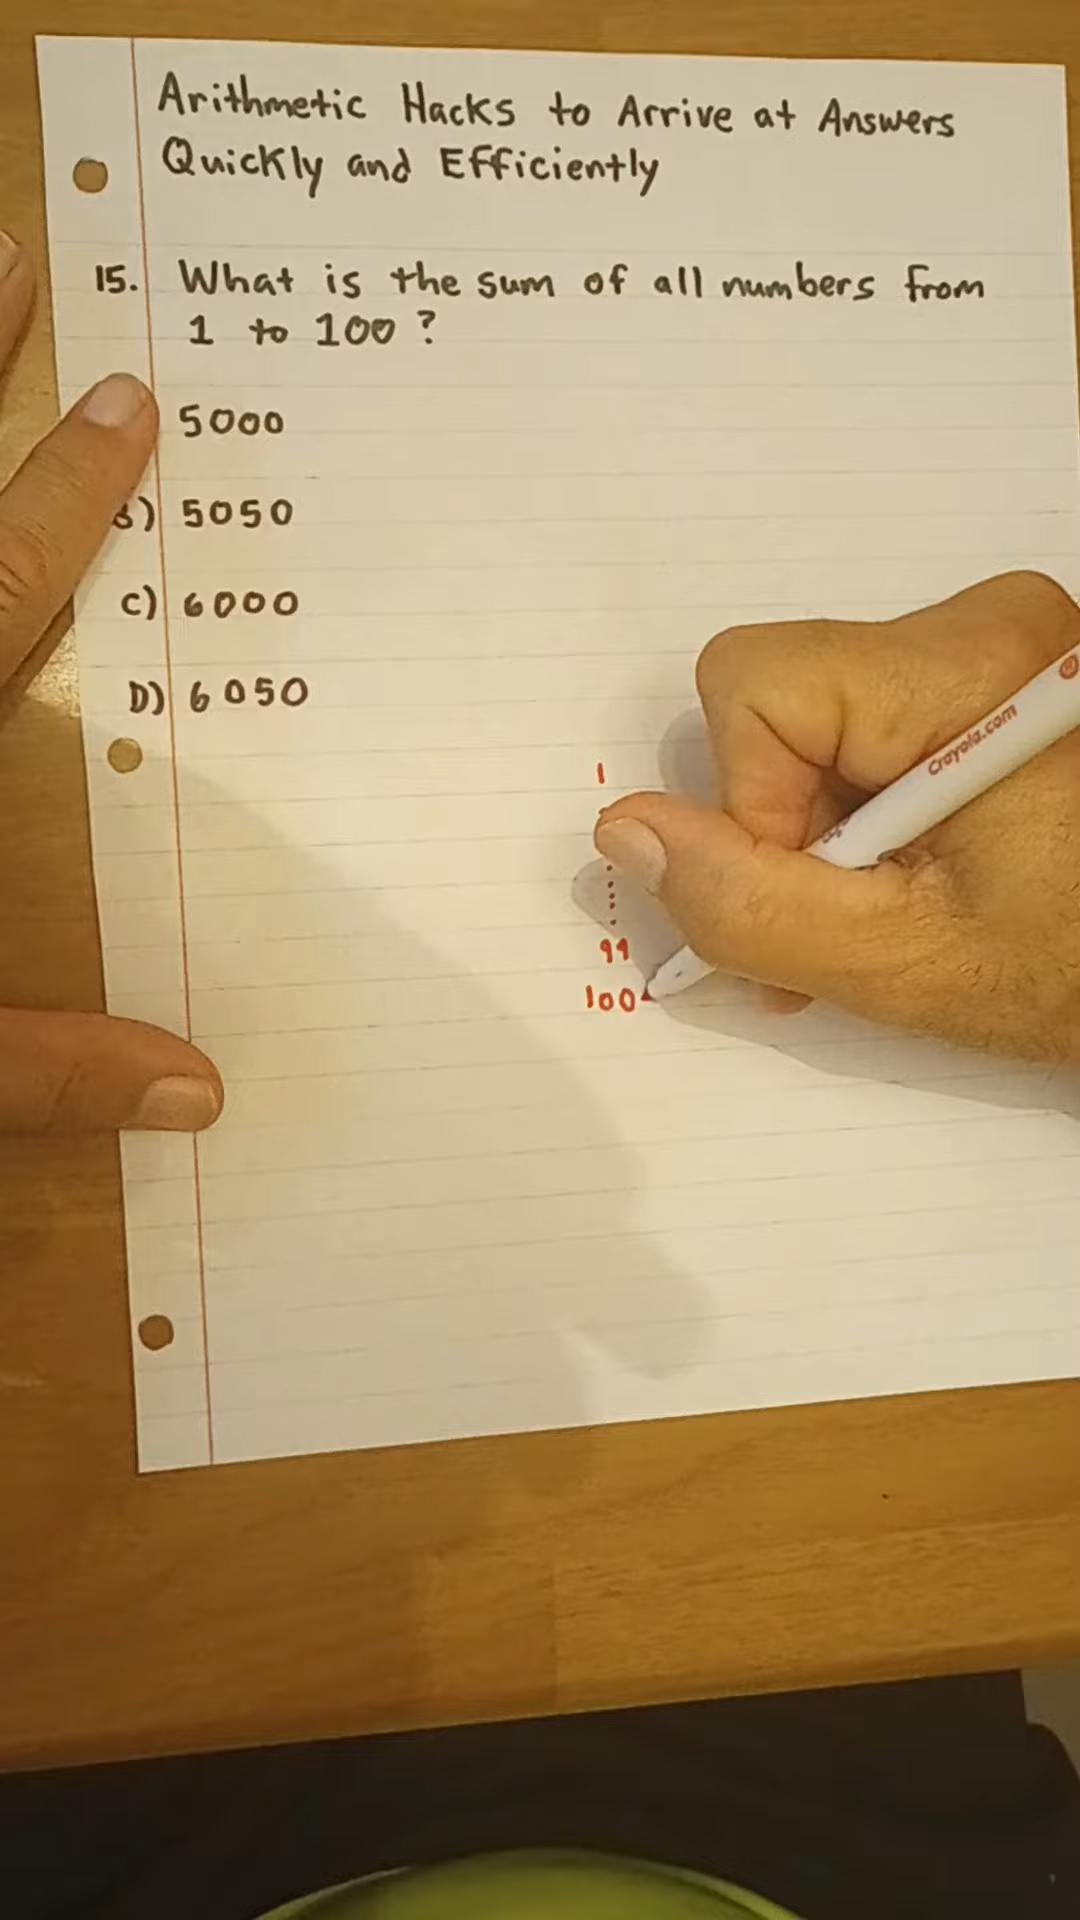 Arithmetic Hacks to Arrive at Answers
Quickly and Efficiently
15. What is the sum of all numbers from
1 to 100?
5000
B) 5050
C) 6000
D) 6050
1
99
100
Crayola.com